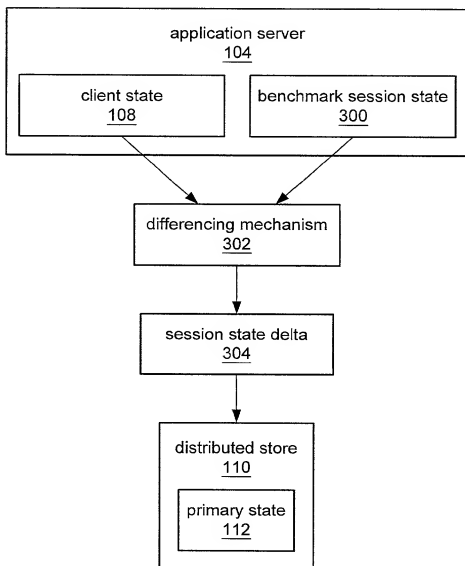 application server
104
client state
108
benchmark session state
300
differencing mechanism
302
session state delta
304
distributed store
110
primary state
112